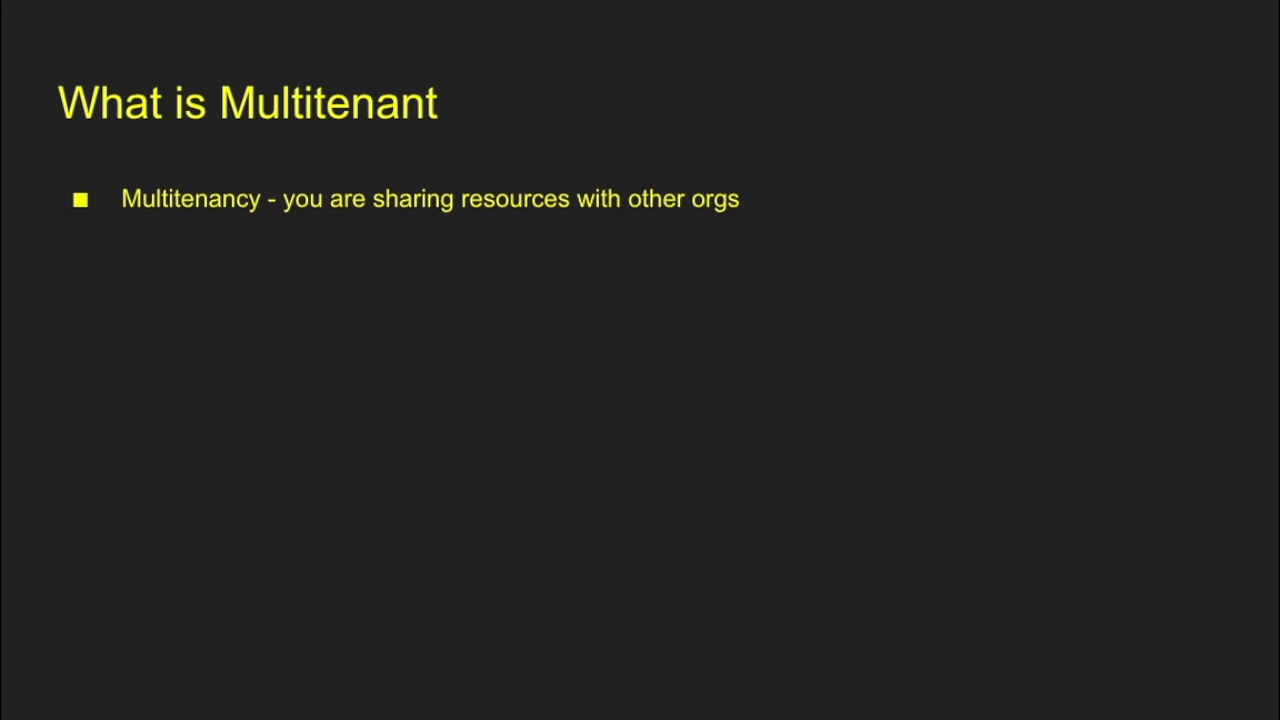 What is Multitenant
■ Multitenancy - you are sharing resources with other orgs